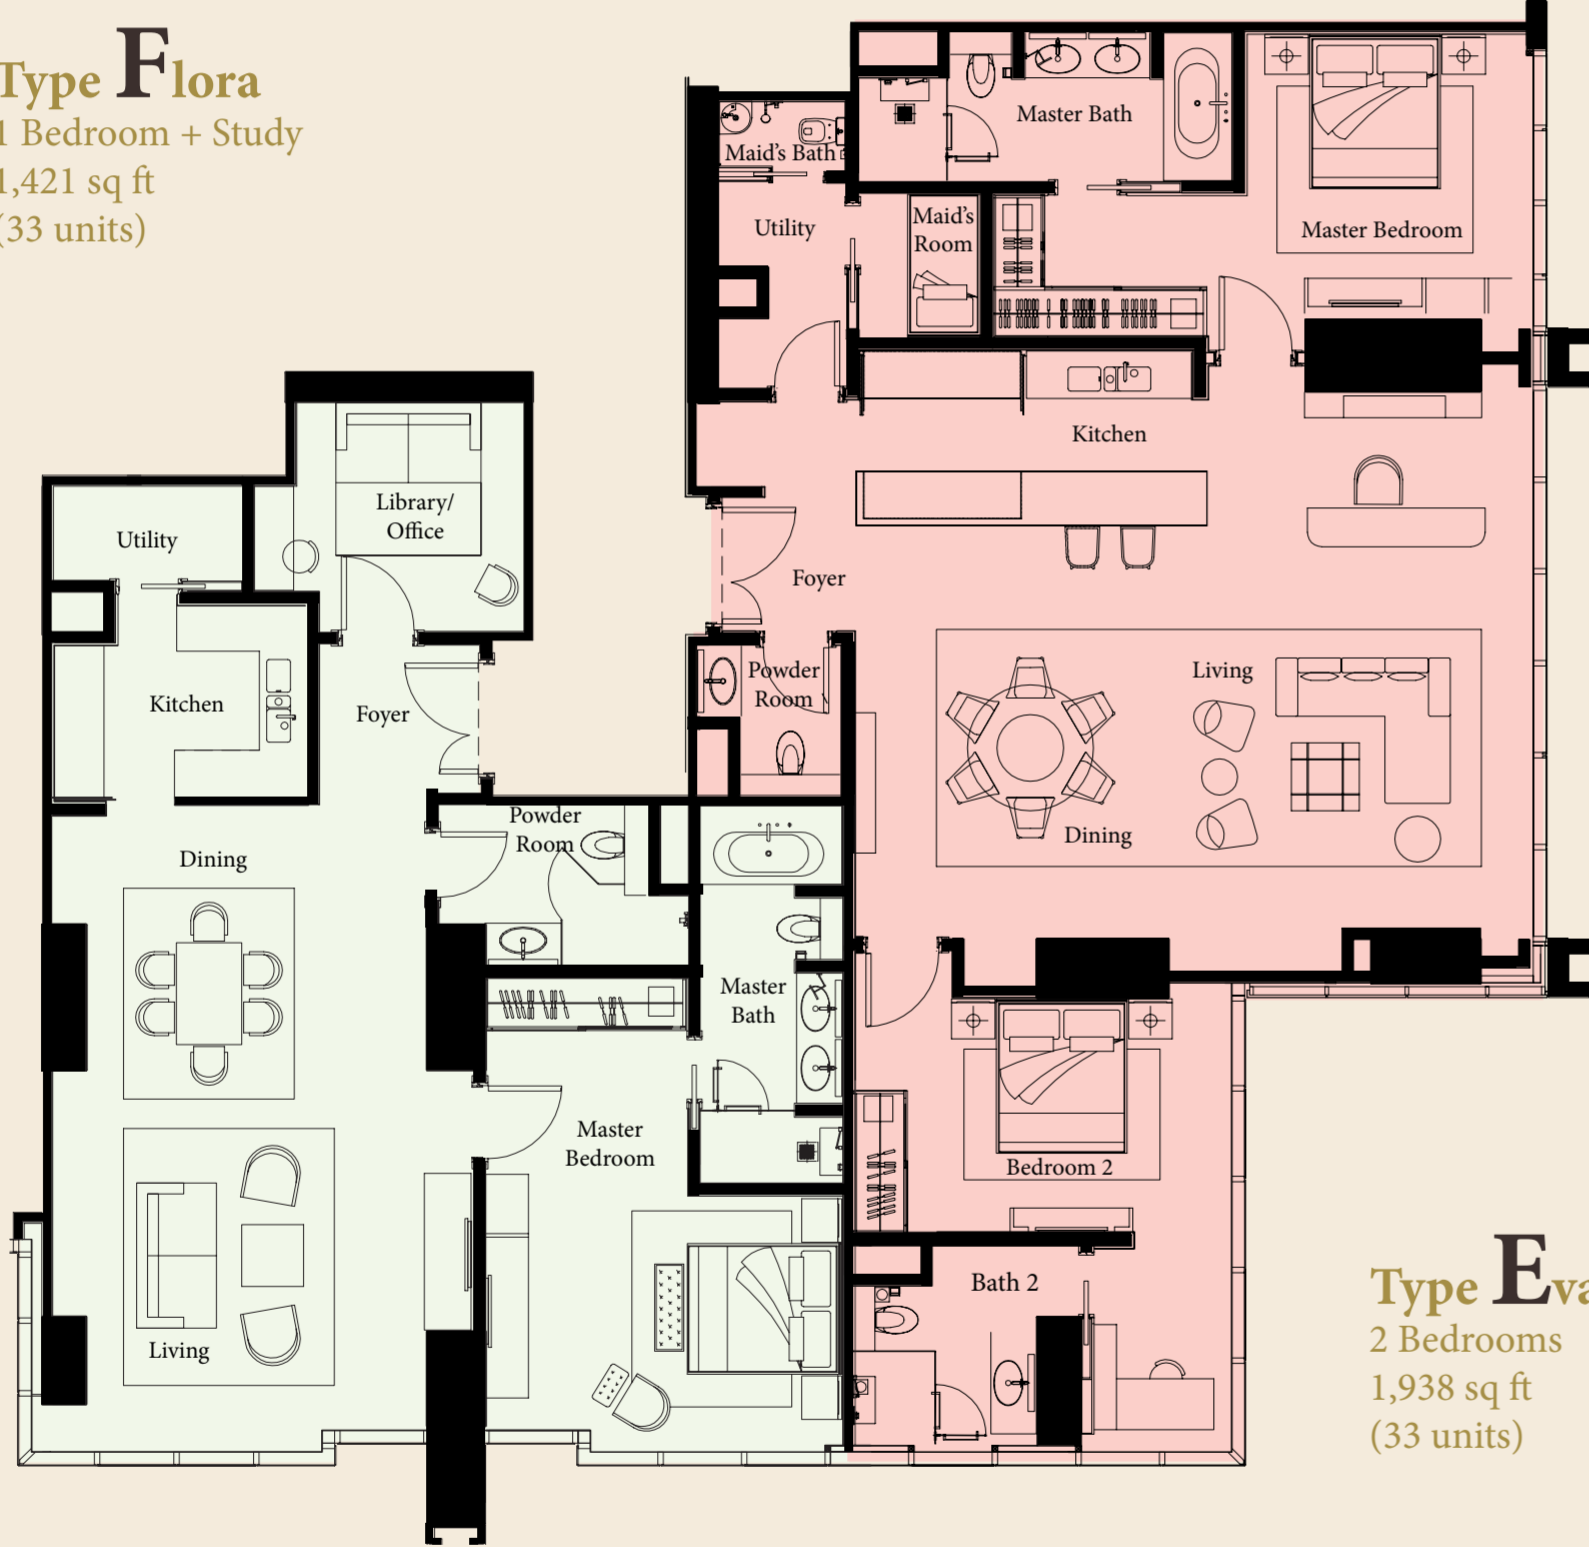 Type Flora
1 Bedroom + Study
1,421 sq ft
(33 units)
Master Bath
Maid's Bath
Utility
Maid's
Room
Master Bedroom
Kitchen
Foyer
Powder
Room
Living
Dining
Bedroom 2
Bath 2
Library/
Office
Utility
Kitchen
Foyer
Dining
Powder
Room
Master
Bath
Master
Bedroom
Living
Type Eva
2 Bedrooms
1,938 sq ft
(33 units)